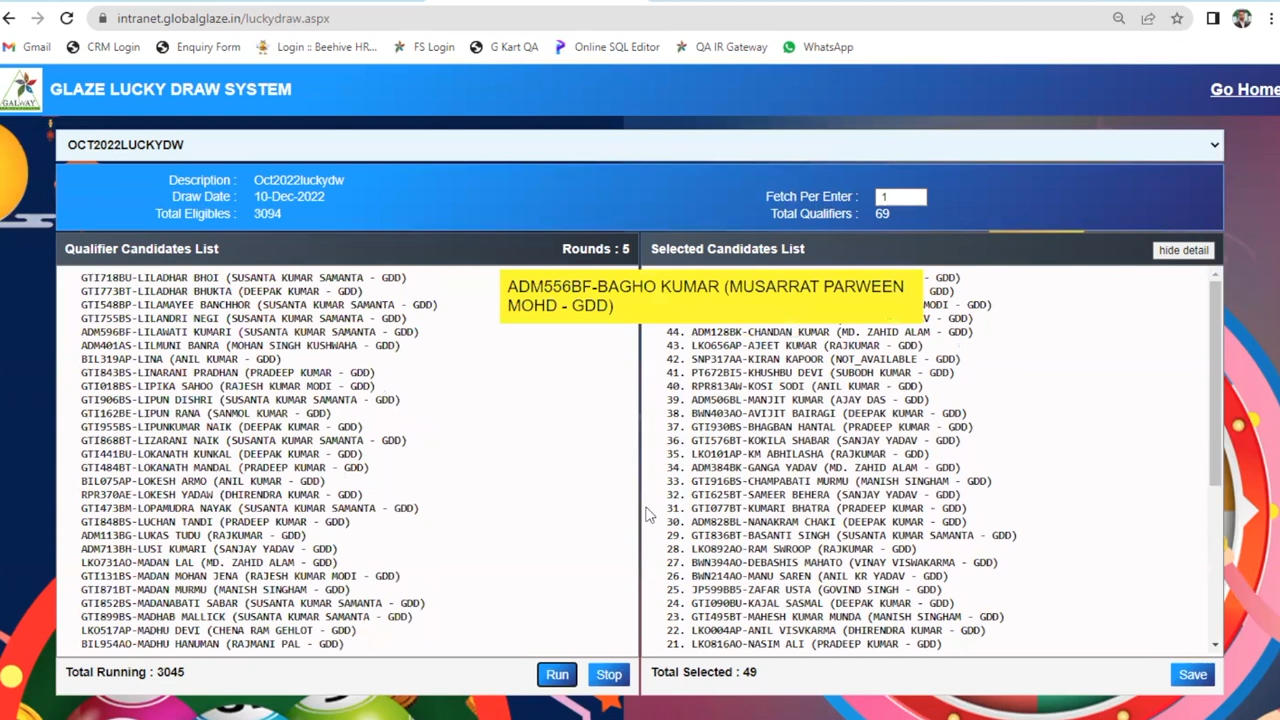 intranet.globalglaze.in/luckydraw.aspx
Gmail CRM Login Enquiry Form Login :: Beehive HR... FS Login G Kart QA Online SQL Editor QA IR Gateway WhatsApp
GALWAY
GLAZE LUCKY DRAW SYSTEM
Go Home
OCT2022LUCKYDW
Description : Oct2022luckydw
Draw Date : 10-Dec-2022
Total Eligibles : 3094
Fetch Per Enter : 1
Total Qualifiers : 69
Qualifier Candidates List Rounds : 5
GTI718BU-LILADHAR BHOI (SUSANTA KUMAR SAMANTA - GDD)
GTI773BT-LILADHAR BHUKTA (DEEPAK KUMAR - GDD)
GTI548BP-LILAMAYEE BANCHHOR (SUSANTA KUMAR SAMANTA - GDD)
GTI755BS-LILANDRI NEGI (SUSANTA KUMAR SAMANTA - GDD)
ADM596BF-LILAWATI KUMARI (SUSANTA KUMAR SAMANTA - GDD)
ADM401AS-LILMUNI BANRA (MOHAN SINGH KUSHWAHA - GDD)
BIL319AP-LINA (ANIL KUMAR - GDD)
GTI843BS-LINARANI PRADHAN (PRADEEP KUMAR - GDD)
GTI018BS-LIPIKA SAHOO (RAJESH KUMAR MODI - GDD)
GTI906BS-LIPUN DISHRI (SUSANTA KUMAR SAMANTA - GDD)
GTI162BE-LIPUN RANA (SANMOL KUMAR - GDD)
GTI955BS-LIPUNKUMAR NAIK (DEEPAK KUMAR - GDD)
GTI868BT-LIZARANI NAIK (SUSANTA KUMAR SAMANTA - GDD)
GTI441BU-LOKANATH KUNKAL (DEEPAK KUMAR - GDD)
GTI484BT-LOKANATH MANDAL (PRADEEP KUMAR - GDD)
BIL075AP-LOKESH ARMO (ANIL KUMAR - GDD)
RPR370AE-LOKESH YADAW (DHIRENDRA KUMAR - GDD)
GTI473BM-LOPAMUDRA NAYAK (SUSANTA KUMAR SAMANTA - GDD)
GTI848BS-LUCHAN TANDI (PRADEEP KUMAR - GDD)
ADM113BG-LUKAS TUDU (RAJKUMAR - GDD)
ADM713BH-LUSI KUMARI (SANJAY YADAV - GDD)
LKO731AO-MADAN LAL (MD. ZAHID ALAM - GDD)
GTI131BS-MADAN MOHAN JENA (RAJESH KUMAR MODI - GDD)
GTI871BT-MADAN MURMU (MANISH SINGHAM - GDD)
GTI852BS-MADANABATI SABAR (SUSANTA KUMAR SAMANTA - GDD)
GTI899BS-MADHAB MALLICK (SUSANTA KUMAR SAMANTA - GDD)
LKO517AP-MADHU DEVI (CHENA RAM GEHLOT - GDD)
BIL954AO-MADHU HANUMAN (RAJMANI PAL - GDD)
Total Running : 3045 Run Stop
Selected Candidates List hide detail
ADM556BF-BAGHO KUMAR (MUSARRAT PARWEEN
MOHD - GDD)
- GDD)
MODI - GDD)
- GDD)
44. ADM128BK-CHANDAN KUMAR (MD. ZAHID ALAM - GDD)
43. LKO656AP-AJEET KUMAR (RAJKUMAR - GDD)
42. SNP317AA-KIRAN KAPOOR (NOT_AVAILABLE - GDD)
41. PT672BI5-KHUSHBU DEVI (SUBODH KUMAR - GDD)
40. RPR813AW-KOSI SODI (ANIL KUMAR - GDD)
39. ADM506BL-MANJIT KUMAR (AJAY DAS - GDD)
38. BWN403AO-AVIJIT BAIRAGI (DEEPAK KUMAR - GDD)
37. GTI930BS-BHAGBAN HANTAL (PRADEEP KUMAR - GDD)
36. GTI576BT-KOKILA SHABAR (SANJAY YADAV - GDD)
35. LKO101AP-KM ABHILASHA (RAJKUMAR - GDD)
34. ADM384BK-GANGA YADAV (MD. ZAHID ALAM - GDD)
33. GTI916BS-CHAMPABATI MURMU (MANISH SINGHAM - GDD)
32. GTI625BT-SAMEER BEHERA (SANJAY YADAV - GDD)
31. GTI077BT-KUMARI BHATRA (PRADEEP KUMAR - GDD)
30. ADM828BL-NANAKRAM CHAKI (DEEPAK KUMAR - GDD)
29. GTI836BT-BASANTI SINGH (SUSANTA KUMAR SAMANTA - GDD)
28. LKO892AO-RAM SWROOP (RAJKUMAR - GDD)
27. BWN394AO-DEBASHIS MAHATO (VINAY VISWAKARMA - GDD)
26. BWN214AO-MANU SAREN (ANIL KR YADAV - GDD)
25. JP599BB5-ZAFAR USTA (GOVIND SINGH - GDD)
24. GTI090BU-KAJAL SASMAL (DEEPAK KUMAR - GDD)
23. GTI495BT-MAHESH KUMAR MUNDA (MANISH SINGHAM - GDD)
22. LKO004AP-ANIL VISVKARMA (DHIRENDRA KUMAR - GDD)
21. LKO816AO-NASIM ALI (PRADEEP KUMAR - GDD)
Total Selected : 49 Save